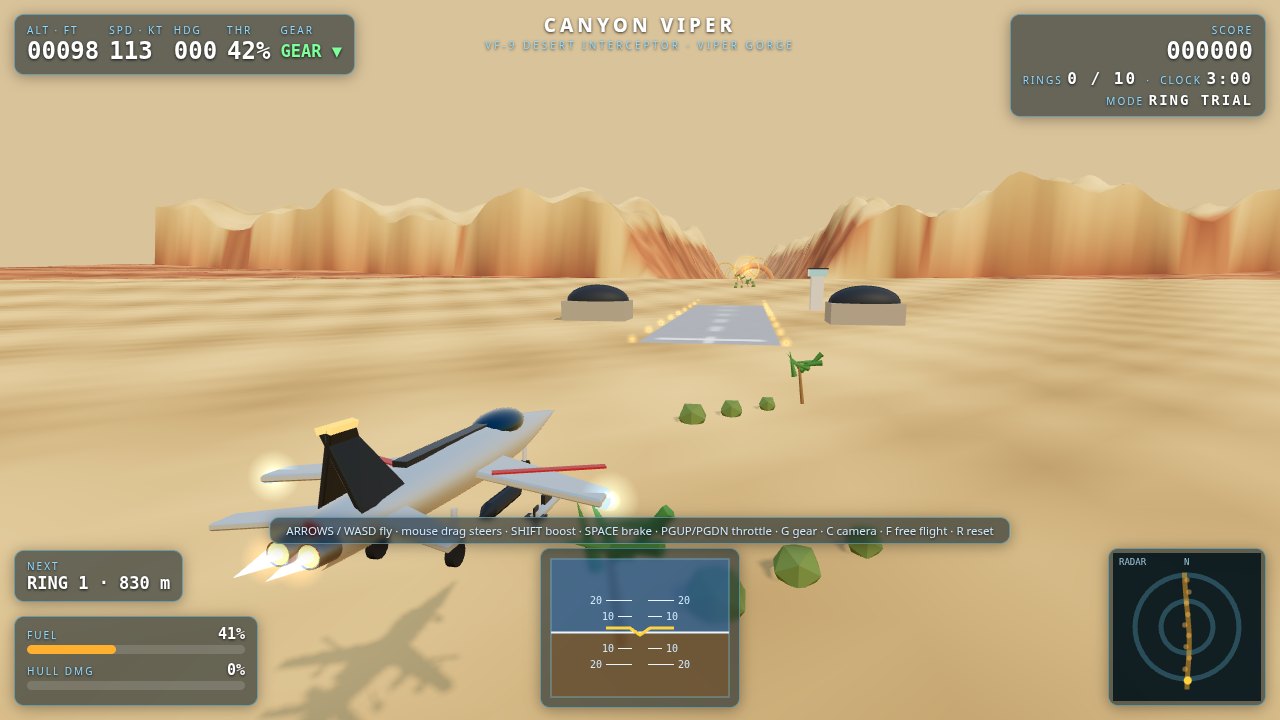 CANYON VIPER
VF-9 DESERT INTERCEPTOR · VIPER GORGE
ALT · FT SPD · KT HDG THR GEAR
00098 113 000 42% GEAR ▼
SCORE
000000
RINGS 0 / 10 · CLOCK 3:00
MODE RING TRIAL
ARROWS / WASD fly · mouse drag steers · SHIFT boost · SPACE brake · PGUP/PGDN throttle · G gear · C camera · F free flight · R reset
NEXT
RING 1 · 830 m
FUEL 41%
HULL DMG 0%
20 20
10 10
10 10
20 20
RADAR N